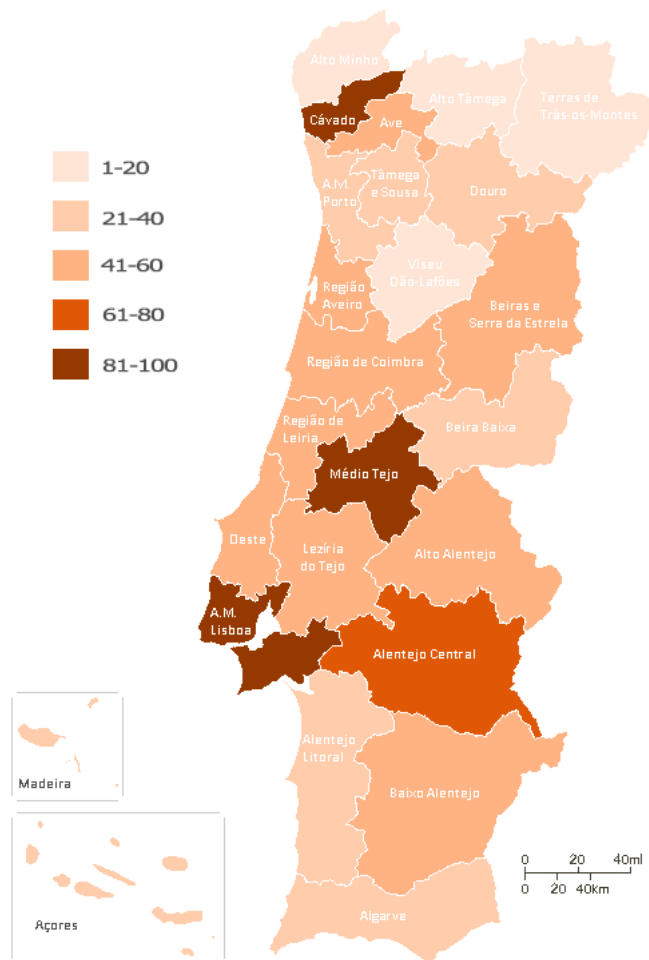 Alto Minho
Cávado
Ave
Alto Tâmega
Terres de
Trás-os-Montes
1-20
21-40
41-60
61-80
81-100
A.M.
Porto
Tâmega
e Sousa
Douro
Viseu
Dão-Lafões
Região
Aveiro
Beiras e
Serra da Estrela
Região de Coimbra
Região de
Leiria
Beira Baixa
Médio Tejo
Oeste
Lezíria
do Tejo
Alto Alentejo
A.M.
Lisboa
Alentejo Central
Alentejo
Litoral
Baixo Alentejo
Madeira
Açores
Algarve
0 20 40ml
0 20 40km